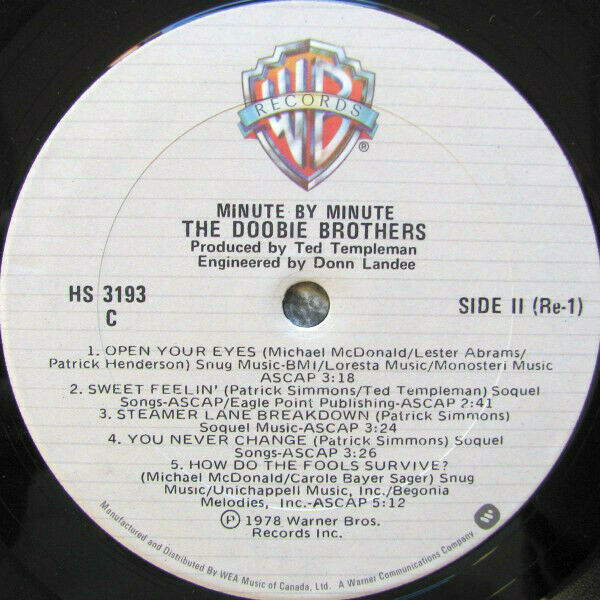 WB
RECORDS
®
MINUTE BY MINUTE
THE DOOBIE BROTHERS
Produced by Ted Templeman
Engineered by Donn Landee
HS 3193
C
SIDE II (Re-1)
1. OPEN YOUR EYES (Michael McDonald/Lester Abrams/
Patrick Henderson) Snug Music-BMI/Loresta Music/Monosteri Music
ASCAP 3:18
2. SWEET FEELIN' (Patrick Simmons/Ted Templeman) Soquel
Songs-ASCAP/Eagle Point Publishing-ASCAP 2:41
3. STEAMER LANE BREAKDOWN (Patrick Simmons)
Soquel Music-ASCAP 3:24
4. YOU NEVER CHANGE (Patrick Simmons) Soquel
Songs-ASCAP 3:26
5. HOW DO THE FOOLS SURVIVE?
(Michael McDonald/Carole Bayer Sager) Snug
Music/Unichappell Music, Inc./Begonia
Melodies, Inc.-ASCAP 5:12
Ⓟ 1978 Warner Bros.
Records Inc.
Manufactured and Distributed By WEA Music of Canada, Ltd. A Warner Communications Company